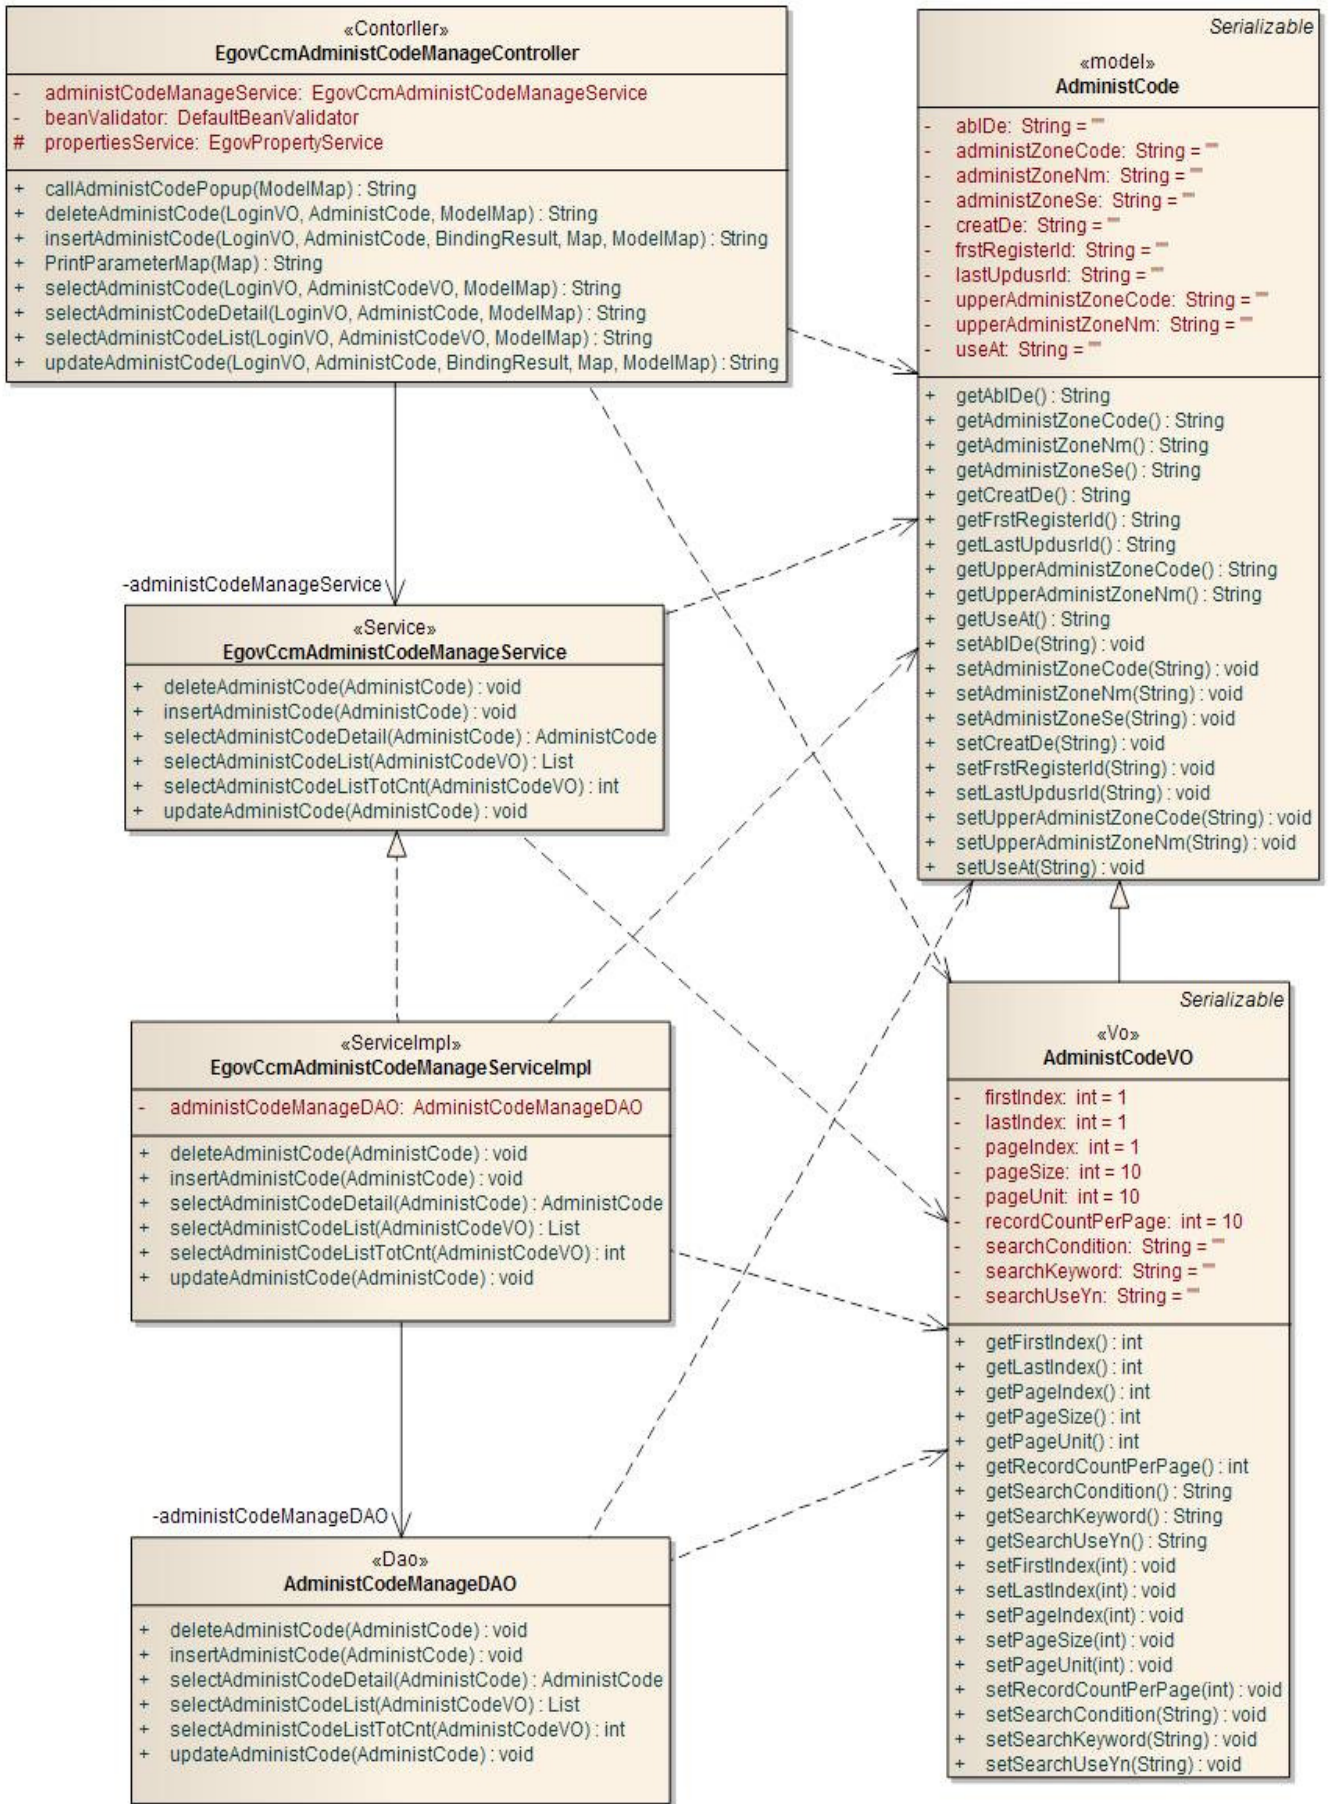 «Contorller»
EgovCcmAdministCodeManageController
- administCodeManageService: EgovCcmAdministCodeManageService
- beanValidator: DefaultBeanValidator
# propertiesService: EgovPropertyService
+ callAdministCodePopup(ModelMap) : String
+ deleteAdministCode(LoginVO, AdministCode, ModelMap) : String
+ insertAdministCode(LoginVO, AdministCode, BindingResult, Map, ModelMap) : String
+ PrintParameterMap(Map) : String
+ selectAdministCode(LoginVO, AdministCodeVO, ModelMap) : String
+ selectAdministCodeDetail(LoginVO, AdministCode, ModelMap) : String
+ selectAdministCodeList(LoginVO, AdministCodeVO, ModelMap) : String
+ updateAdministCode(LoginVO, AdministCode, BindingResult, Map, ModelMap) : String
Serializable
«model»
AdministCode
- ablDe: String = ""
- administZoneCode: String = ""
- administZoneNm: String = ""
- administZoneSe: String = ""
- creatDe: String = ""
- frstRegisterId: String = ""
- lastUpdusrId: String = ""
- upperAdministZoneCode: String = ""
- upperAdministZoneNm: String = ""
- useAt: String = ""
+ getAblDe() : String
+ getAdministZoneCode() : String
+ getAdministZoneNm() : String
+ getAdministZoneSe() : String
+ getCreatDe() : String
+ getFrstRegisterId() : String
+ getLastUpdusrId() : String
+ getUpperAdministZoneCode() : String
+ getUpperAdministZoneNm() : String
+ getUseAt() : String
+ setAblDe(String) : void
+ setAdministZoneCode(String) : void
+ setAdministZoneNm(String) : void
+ setAdministZoneSe(String) : void
+ setCreatDe(String) : void
+ setFrstRegisterId(String) : void
+ setLastUpdusrId(String) : void
+ setUpperAdministZoneCode(String) : void
+ setUpperAdministZoneNm(String) : void
+ setUseAt(String) : void
-administCodeManageService
«Service»
EgovCcmAdministCodeManageService
+ deleteAdministCode(AdministCode) : void
+ insertAdministCode(AdministCode) : void
+ selectAdministCodeDetail(AdministCode) : AdministCode
+ selectAdministCodeList(AdministCodeVO) : List
+ selectAdministCodeListTotCnt(AdministCodeVO) : int
+ updateAdministCode(AdministCode) : void
«ServiceImpl»
EgovCcmAdministCodeManageServiceImpl
- administCodeManageDAO: AdministCodeManageDAO
+ deleteAdministCode(AdministCode) : void
+ insertAdministCode(AdministCode) : void
+ selectAdministCodeDetail(AdministCode) : AdministCode
+ selectAdministCodeList(AdministCodeVO) : List
+ selectAdministCodeListTotCnt(AdministCodeVO) : int
+ updateAdministCode(AdministCode) : void
Serializable
«Vo»
AdministCodeVO
- firstIndex: int = 1
- lastIndex: int = 1
- pageIndex: int = 1
- pageSize: int = 10
- pageUnit: int = 10
- recordCountPerPage: int = 10
- searchCondition: String = ""
- searchKeyword: String = ""
- searchUseYn: String = ""
+ getFirstIndex() : int
+ getLastIndex() : int
+ getPageIndex() : int
+ getPageSize() : int
+ getPageUnit() : int
+ getRecordCountPerPage() : int
+ getSearchCondition() : String
+ getSearchKeyword() : String
+ getSearchUseYn() : String
+ setFirstIndex(int) : void
+ setLastIndex(int) : void
+ setPageIndex(int) : void
+ setPageSize(int) : void
+ setPageUnit(int) : void
+ setRecordCountPerPage(int) : void
+ setSearchCondition(String) : void
+ setSearchKeyword(String) : void
+ setSearchUseYn(String) : void
-administCodeManageDAO
«Dao»
AdministCodeManageDAO
+ deleteAdministCode(AdministCode) : void
+ insertAdministCode(AdministCode) : void
+ selectAdministCodeDetail(AdministCode) : AdministCode
+ selectAdministCodeList(AdministCodeVO) : List
+ selectAdministCodeListTotCnt(AdministCodeVO) : int
+ updateAdministCode(AdministCode) : void